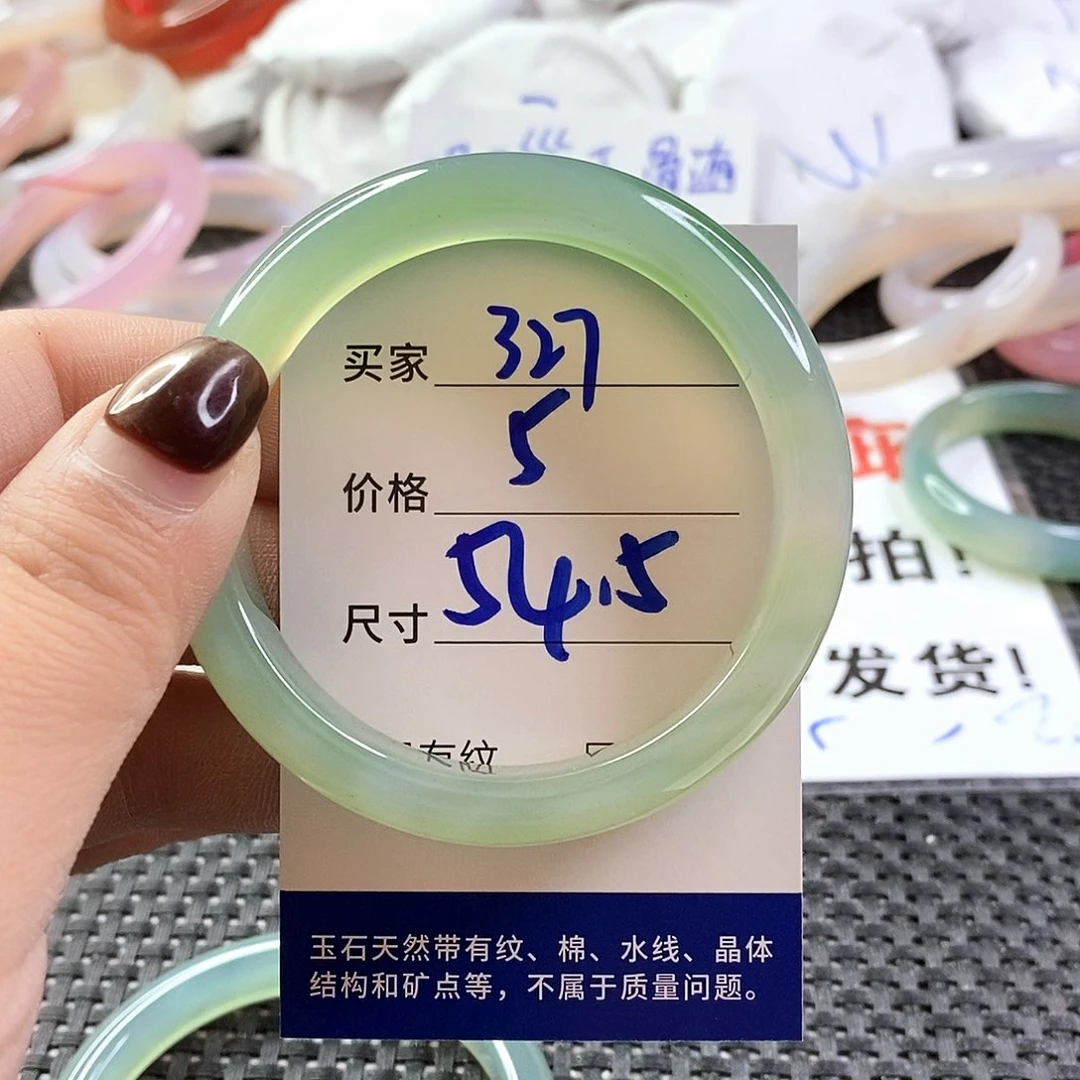 买家 327
价格 5
尺寸 54.5
有纹
玉石天然带有纹、棉、水线、晶体
结构和矿点等，不属于质量问题。
拍！
发货！